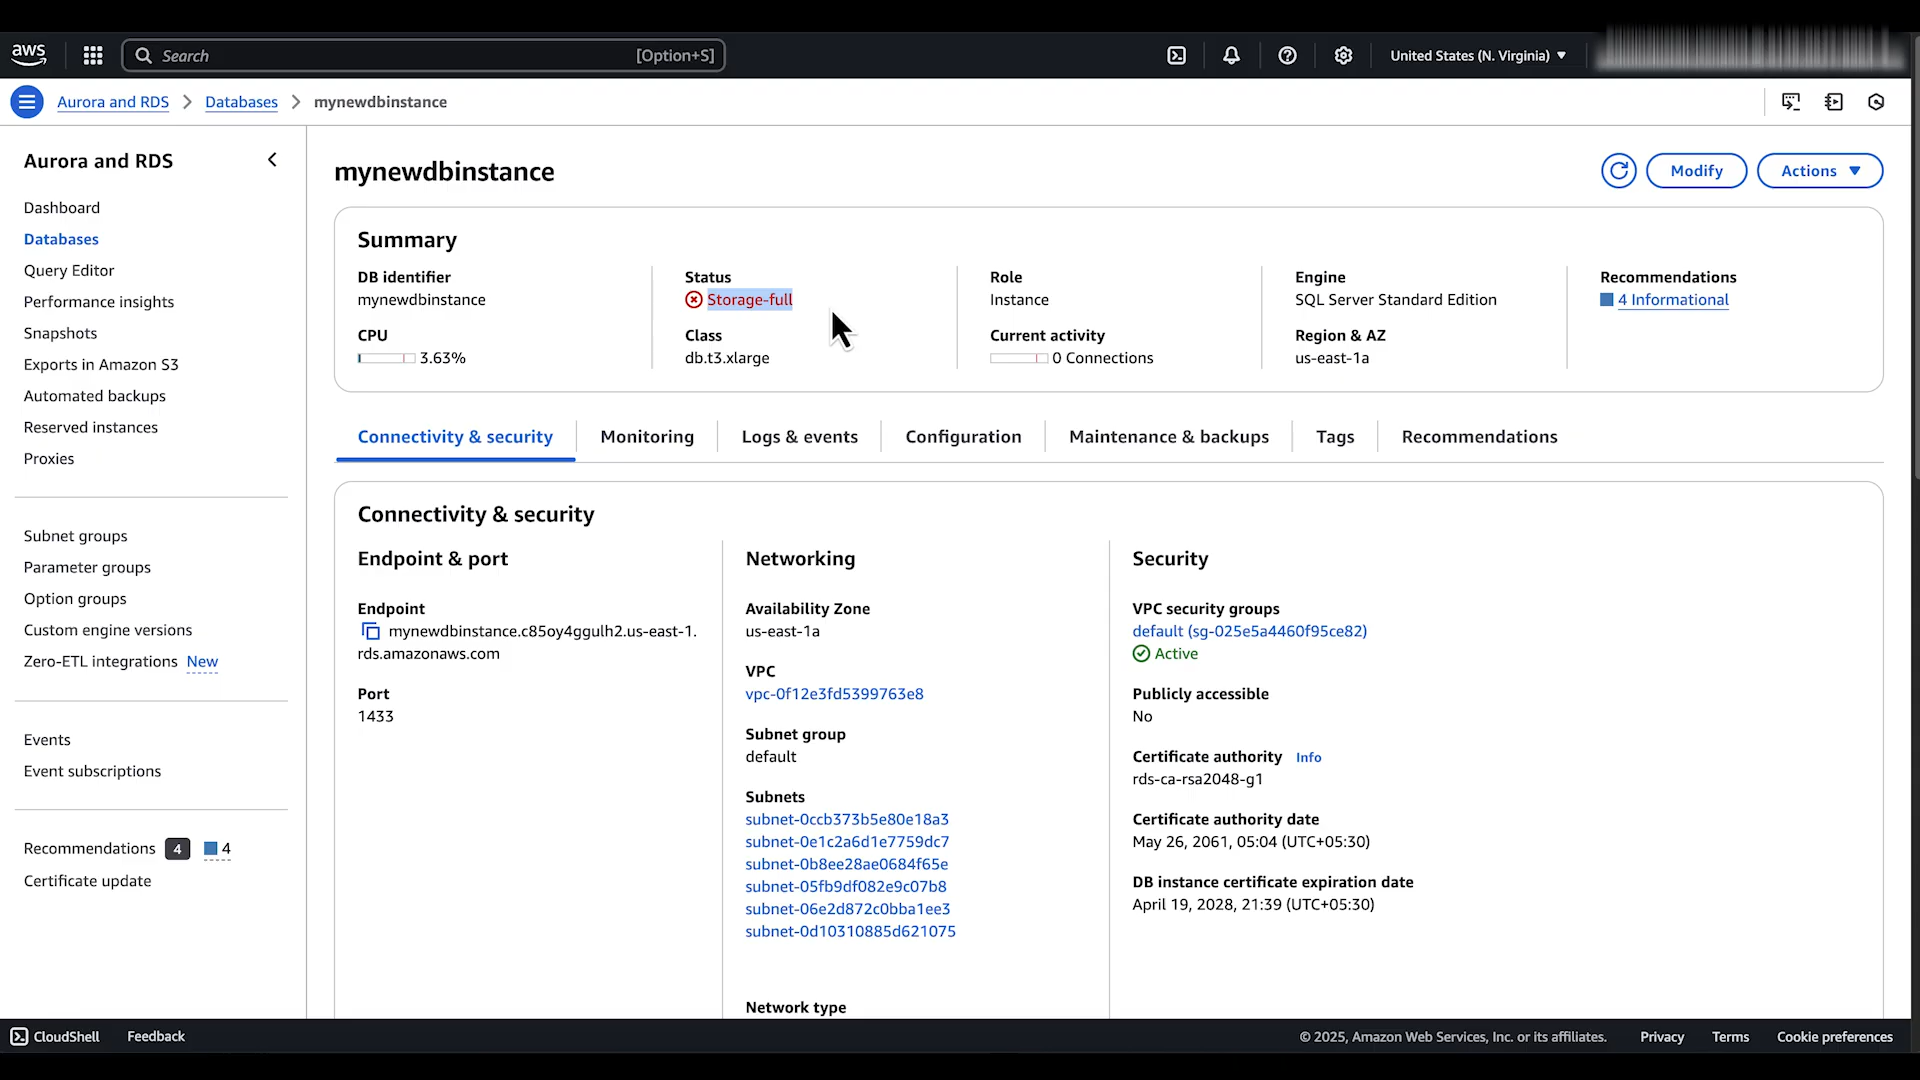 aws
Search [Option+S]
United States (N. Virginia)
Aurora and RDS > Databases > mynewdbinstance
Aurora and RDS
Dashboard
Databases
Query Editor
Performance insights
Snapshots
Exports in Amazon S3
Automated backups
Reserved instances
Proxies
Subnet groups
Parameter groups
Option groups
Custom engine versions
Zero-ETL integrations New
Events
Event subscriptions
Recommendations 4 4
Certificate update
mynewdbinstance
Modify
Actions
Summary
DB identifier
mynewdbinstance
CPU
3.63%
Status
Storage-full
Class
db.t3.xlarge
Role
Instance
Current activity
0 Connections
Engine
SQL Server Standard Edition
Region & AZ
us-east-1a
Recommendations
4 Informational
Connectivity & security
Monitoring
Logs & events
Configuration
Maintenance & backups
Tags
Recommendations
Connectivity & security
Endpoint & port
Endpoint
mynewdbinstance.c85oy4ggulh2.us-east-1.
rds.amazonaws.com
Port
1433
Networking
Availability Zone
us-east-1a
VPC
vpc-0f12e3fd5399763e8
Subnet group
default
Subnets
subnet-0ccb373b5e80e18a3
subnet-0e1c2a6d1e7759dc7
subnet-0b8ee28ae0684f65e
subnet-05fb9df082e9c07b8
subnet-06e2d872c0bba1ee3
subnet-0d10310885d621075
Network type
Security
VPC security groups
default (sg-025e5a4460f95ce82)
Active
Publicly accessible
No
Certificate authority Info
rds-ca-rsa2048-g1
Certificate authority date
May 26, 2061, 05:04 (UTC+05:30)
DB instance certificate expiration date
April 19, 2028, 21:39 (UTC+05:30)
CloudShell
Feedback
© 2025, Amazon Web Services, Inc. or its affiliates.
Privacy
Terms
Cookie preferences